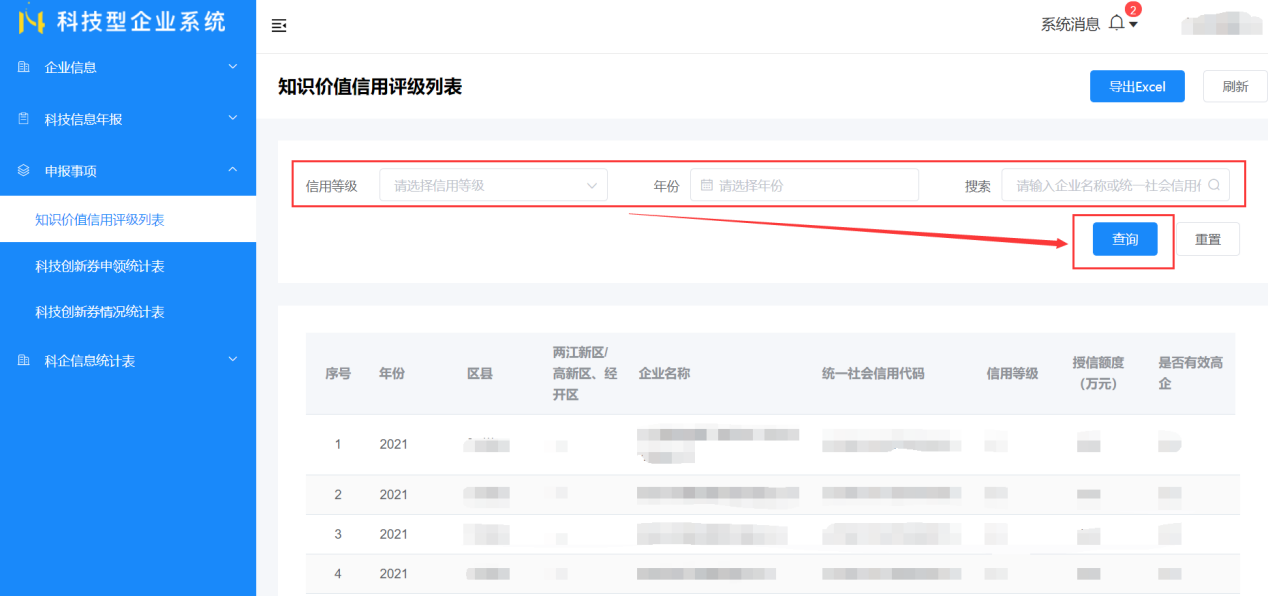 科技型企业系统
系统消息
2
企业信息
科技信息年报
申报事项
知识价值信用评级列表
科技创新券申领统计表
科技创新券情况统计表
科企信息统计表
知识价值信用评级列表
导出Excel
刷新
信用等级
请选择信用等级
年份
请选择年份
搜索
请输入企业名称或统一社会信用
查询
重置
序号
年份
区县
两江新区/
高新区、经
开区
企业名称
统一社会信用代码
信用等级
授信额度
（万元）
是否有效高
企
1 2021
2 2021
3 2021
4 2021